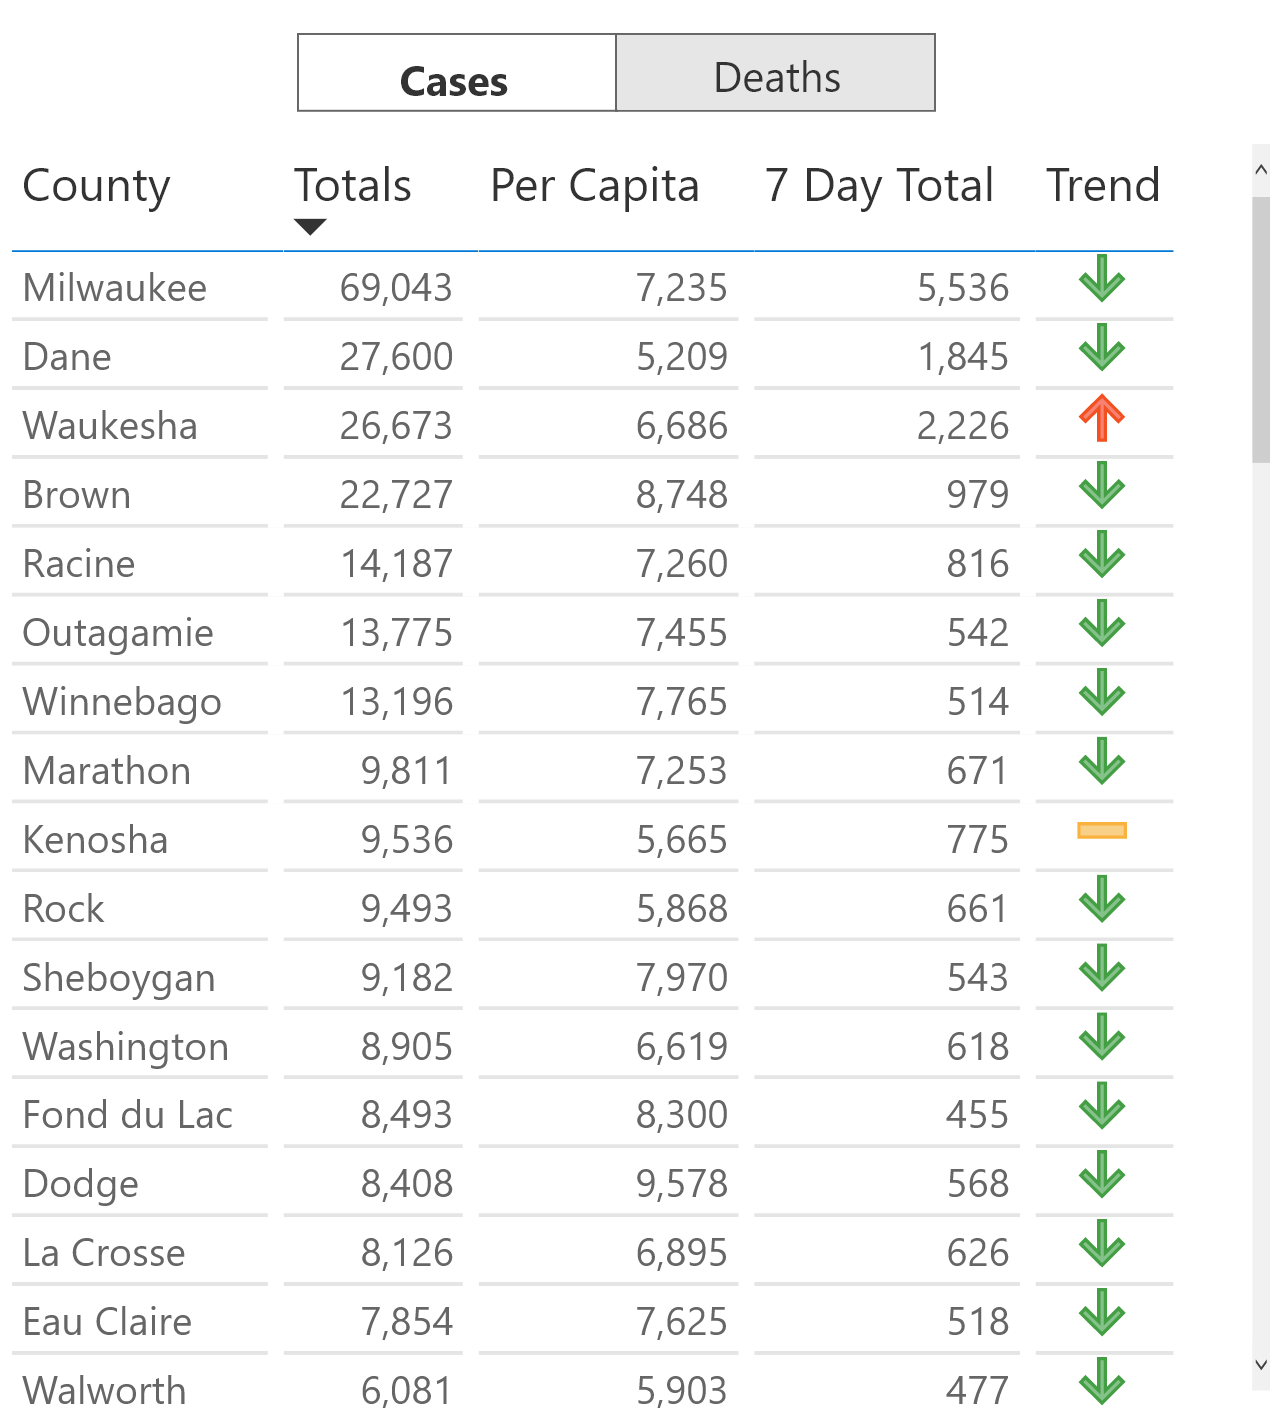 Cases Deaths
County Totals Per Capita 7 Day Total Trend
Milwaukee 69,043 7,235 5,536
Dane 27,600 5,209 1,845
Waukesha 26,673 6,686 2,226
Brown 22,727 8,748 979
Racine 14,187 7,260 816
Outagamie 13,775 7,455 542
Winnebago 13,196 7,765 514
Marathon 9,811 7,253 671
Kenosha 9,536 5,665 775
Rock 9,493 5,868 661
Sheboygan 9,182 7,970 543
Washington 8,905 6,619 618
Fond du Lac 8,493 8,300 455
Dodge 8,408 9,578 568
La Crosse 8,126 6,895 626
Eau Claire 7,854 7,625 518
Walworth 6,081 5,903 477